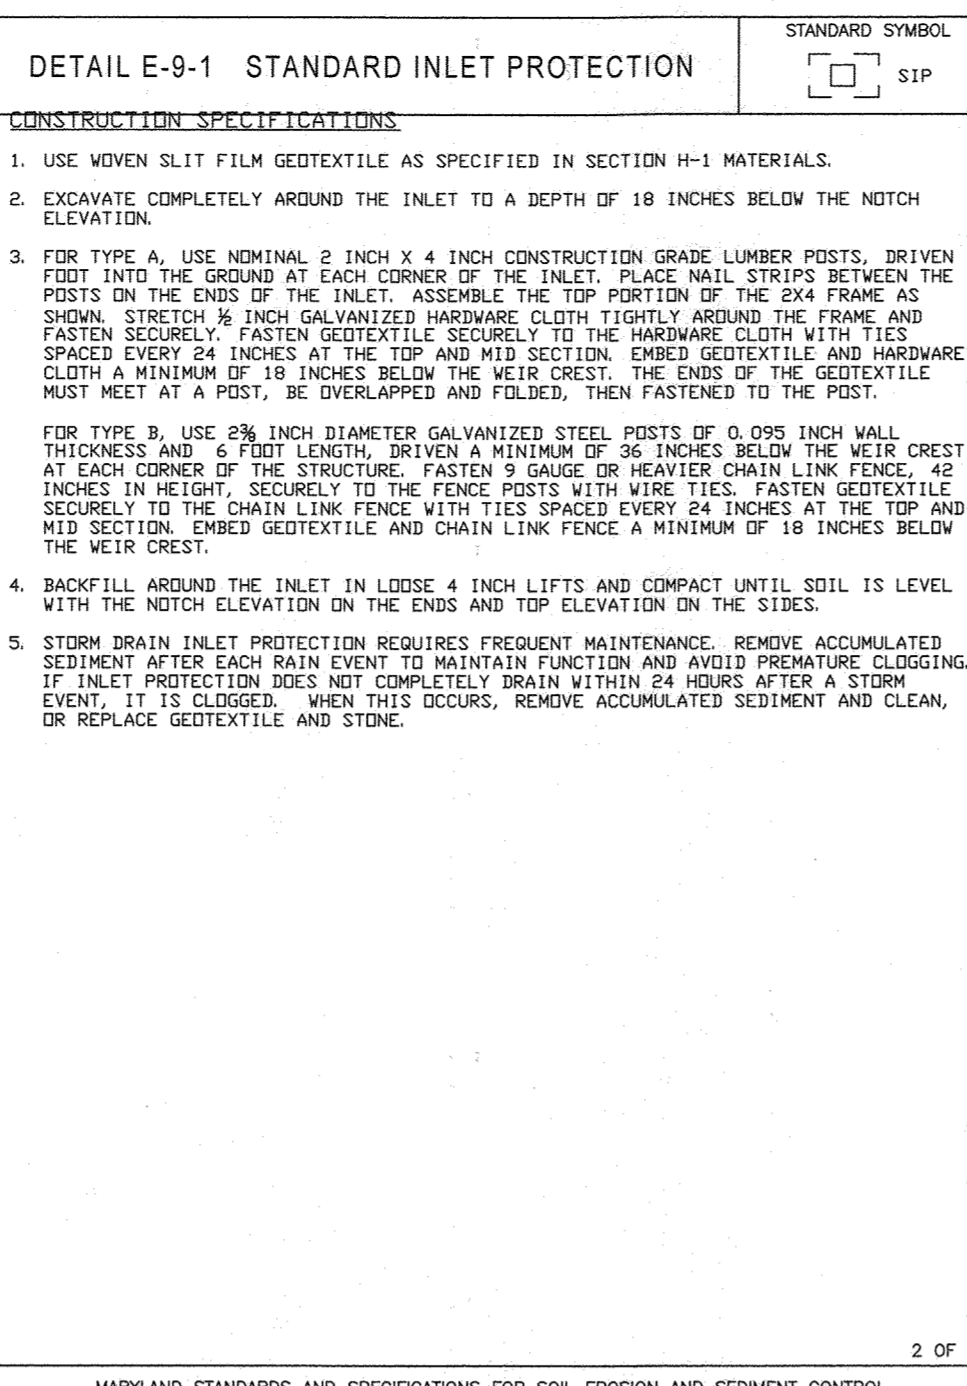 STANDARD SYMBOL
DETAIL E-9-1 STANDARD INLET PROTECTION
SIP
CONSTRUCTION SPECIFICATIONS
1. USE WOVEN SLIT FILM GEOTEXTILE AS SPECIFIED IN SECTION H-1 MATERIALS.
2. EXCAVATE COMPLETELY AROUND THE INLET TO A DEPTH OF 18 INCHES BELOW THE NOTCH
ELEVATION.
3. FOR TYPE A, USE NOMINAL 2 INCH X 4 INCH CONSTRUCTION GRADE LUMBER POSTS, DRIVEN
FOOT INTO THE GROUND AT EACH CORNER OF THE INLET. PLACE NAIL STRIPS BETWEEN THE
POSTS ON THE ENDS OF THE INLET. ASSEMBLE THE TOP PORTION OF THE 2X4 FRAME AS
SHOWN. STRETCH ½ INCH GALVANIZED HARDWARE CLOTH TIGHTLY AROUND THE FRAME AND
FASTEN SECURELY. FASTEN GEOTEXTILE SECURELY TO THE HARDWARE CLOTH WITH TIES
SPACED EVERY 24 INCHES AT THE TOP AND MID SECTION. EMBED GEOTEXTILE AND HARDWARE
CLOTH A MINIMUM OF 18 INCHES BELOW THE WEIR CREST. THE ENDS OF THE GEOTEXTILE
MUST MEET AT A POST, BE OVERLAPPED AND FOLDED, THEN FASTENED TO THE POST.
FOR TYPE B, USE 2⅜ INCH DIAMETER GALVANIZED STEEL POSTS OF 0.095 INCH WALL
THICKNESS AND 6 FOOT LENGTH, DRIVEN A MINIMUM OF 36 INCHES BELOW THE WEIR CREST
AT EACH CORNER OF THE STRUCTURE. FASTEN 9 GAUGE OR HEAVIER CHAIN LINK FENCE, 42
INCHES IN HEIGHT, SECURELY TO THE FENCE POSTS WITH WIRE TIES. FASTEN GEOTEXTILE
SECURELY TO THE CHAIN LINK FENCE WITH TIES SPACED EVERY 24 INCHES AT THE TOP AND
MID SECTION. EMBED GEOTEXTILE AND CHAIN LINK FENCE A MINIMUM OF 18 INCHES BELOW
THE WEIR CREST.
4. BACKFILL AROUND THE INLET IN LOOSE 4 INCH LIFTS AND COMPACT UNTIL SOIL IS LEVEL
WITH THE NOTCH ELEVATION ON THE ENDS AND TOP ELEVATION ON THE SIDES.
5. STORM DRAIN INLET PROTECTION REQUIRES FREQUENT MAINTENANCE. REMOVE ACCUMULATED
SEDIMENT AFTER EACH RAIN EVENT TO MAINTAIN FUNCTION AND AVOID PREMATURE CLOGGING.
IF INLET PROTECTION DOES NOT COMPLETELY DRAIN WITHIN 24 HOURS AFTER A STORM
EVENT, IT IS CLOGGED. WHEN THIS OCCURS, REMOVE ACCUMULATED SEDIMENT AND CLEAN,
OR REPLACE GEOTEXTILE AND STONE.
2 OF
MARYLAND STANDARDS AND SPECIFICATIONS FOR SOIL EROSION AND SEDIMENT CONTROL